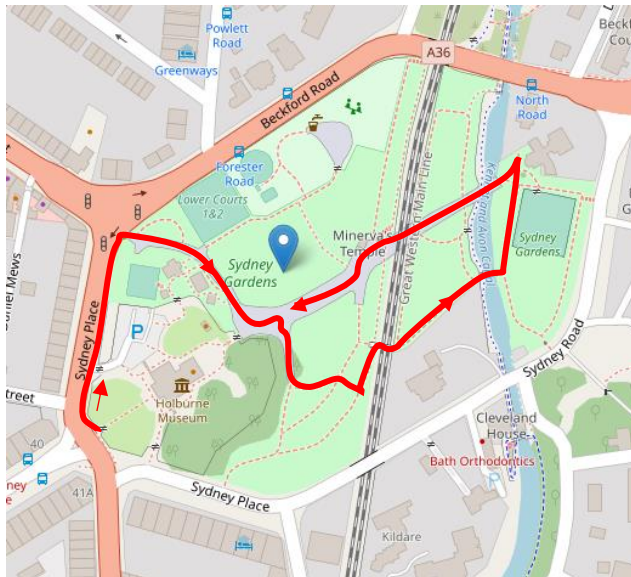 Powlett
Road
Greenways
A36
Beckford Road
North
Road
Forester
Road
Lower Courts
1&2
Great Western Main Line
Kennet and Avon Canal
Minerva's
Temple
Sydney
Gardens
Sydney
Gardens
Sydney Place
P
Holburne
Museum
Sydney Road
Street
40
41A
Sydney Place
Cleveland
House
Bath Orthodontics
P
Kildare